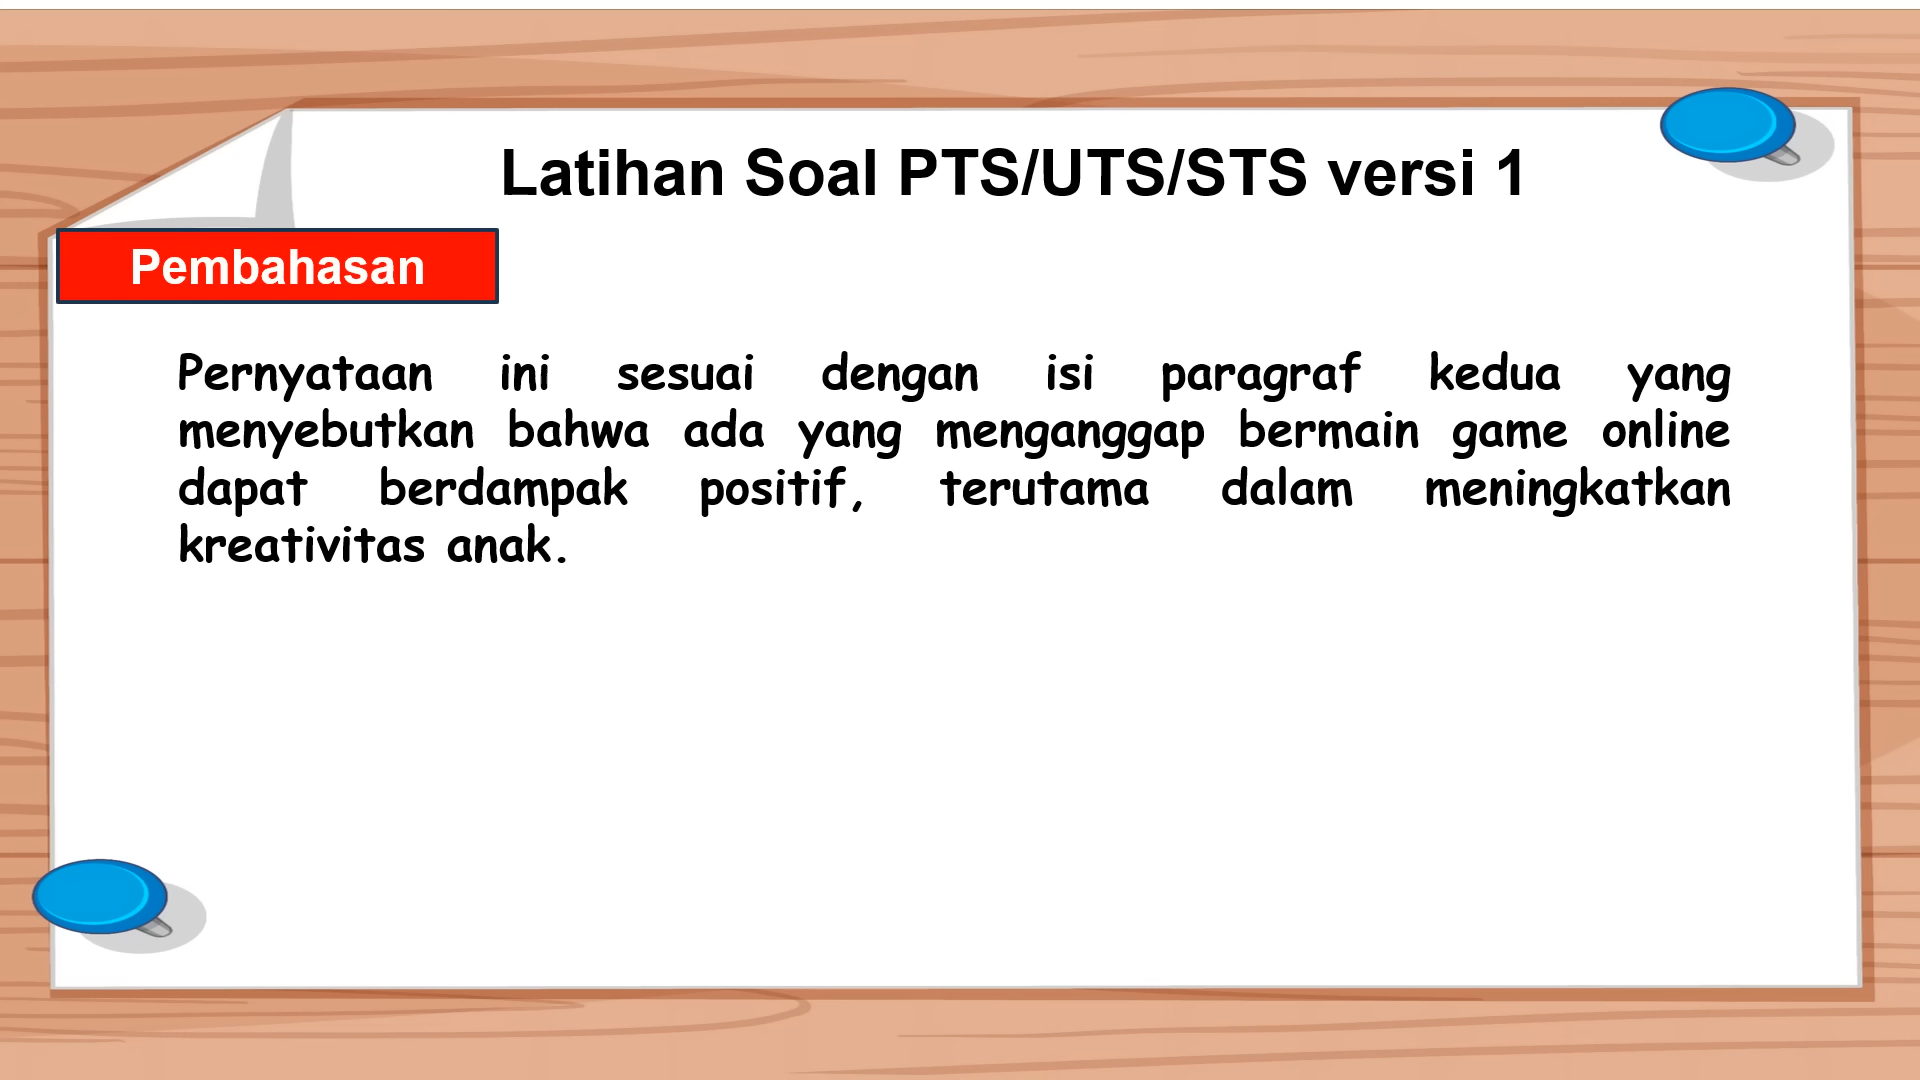 Latihan Soal PTS/UTS/STS versi 1
Pembahasan
Pernyataan ini sesuai dengan isi paragraf kedua yang
menyebutkan bahwa ada yang menganggap bermain game online
dapat berdampak positif, terutama dalam meningkatkan
kreativitas anak.